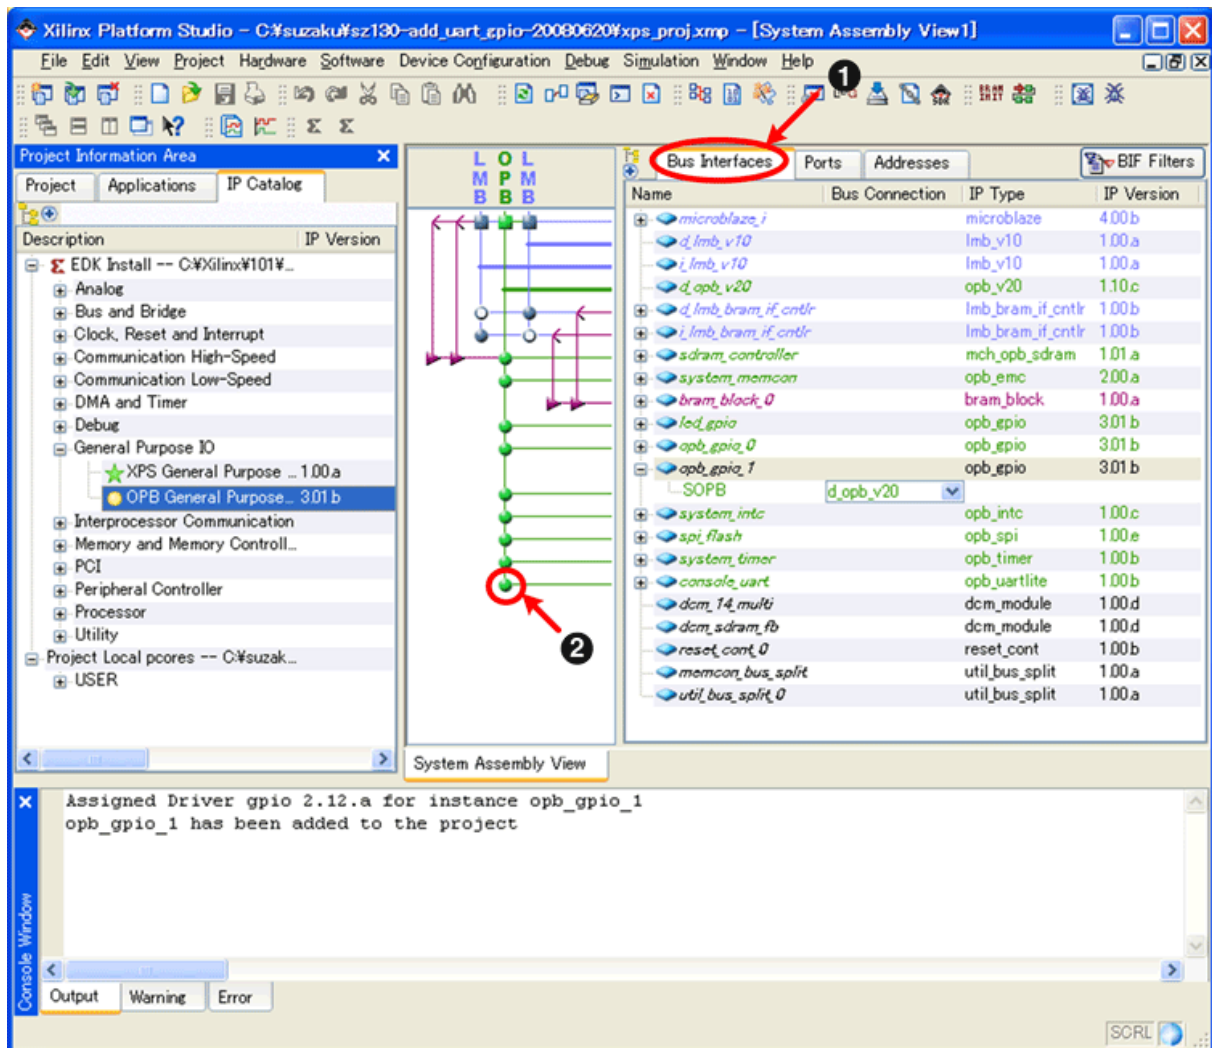 Xilinx Platform Studio - C:¥suzaku¥sz130-add_uart_gpio-20080620¥xps_proj.xmp - [System Assembly View1]
File Edit View Project Hardware Software Device Configuration Debug Simulation Window Help
1
Project Information Area
Project Applications IP Catalog
Description IP Version
EDK Install -- C:¥Xilinx¥101¥...
Analog
Bus and Bridge
Clock, Reset and Interrupt
Communication High-Speed
Communication Low-Speed
DMA and Timer
Debug
General Purpose IO
XPS General Purpose ... 1.00.a
OPB General Purpose... 3.01.b
Interprocessor Communication
Memory and Memory Controll...
PCI
Peripheral Controller
Processor
Utility
Project Local pcores -- C:¥suzak...
USER
L O L
M P M
B B B
2
System Assembly View
Bus Interfaces Ports Addresses BIF Filters
Name Bus Connection IP Type IP Version
microblaze_i microblaze 4.00.b
d_lmb_v10 lmb_v10 1.00.a
i_lmb_v10 lmb_v10 1.00.a
d_opb_v20 opb_v20 1.10.c
d_lmb_bram_if_cntlr lmb_bram_if_cntlr 1.00.b
i_lmb_bram_if_cntlr lmb_bram_if_cntlr 1.00.b
sdram_controller mch_opb_sdram 1.01.a
system_memcon opb_emc 2.00.a
bram_block_0 bram_block 1.00.a
led_gpio opb_gpio 3.01.b
opb_gpio_0 opb_gpio 3.01.b
opb_gpio_1 opb_gpio 3.01.b
SOPB d_opb_v20
system_intc opb_intc 1.00.c
spi_flash opb_spi 1.00.e
system_timer opb_timer 1.00.b
console_uart opb_uartlite 1.00.b
dcm_14_multi dcm_module 1.00.d
dcm_sdram_fb dcm_module 1.00.d
reset_cont_0 reset_cont 1.00.b
memcon_bus_split util_bus_split 1.00.a
util_bus_split_0 util_bus_split 1.00.a
Assigned Driver gpio 2.12.a for instance opb_gpio_1
opb_gpio_1 has been added to the project
Console Window
Output Warning Error
SCRL